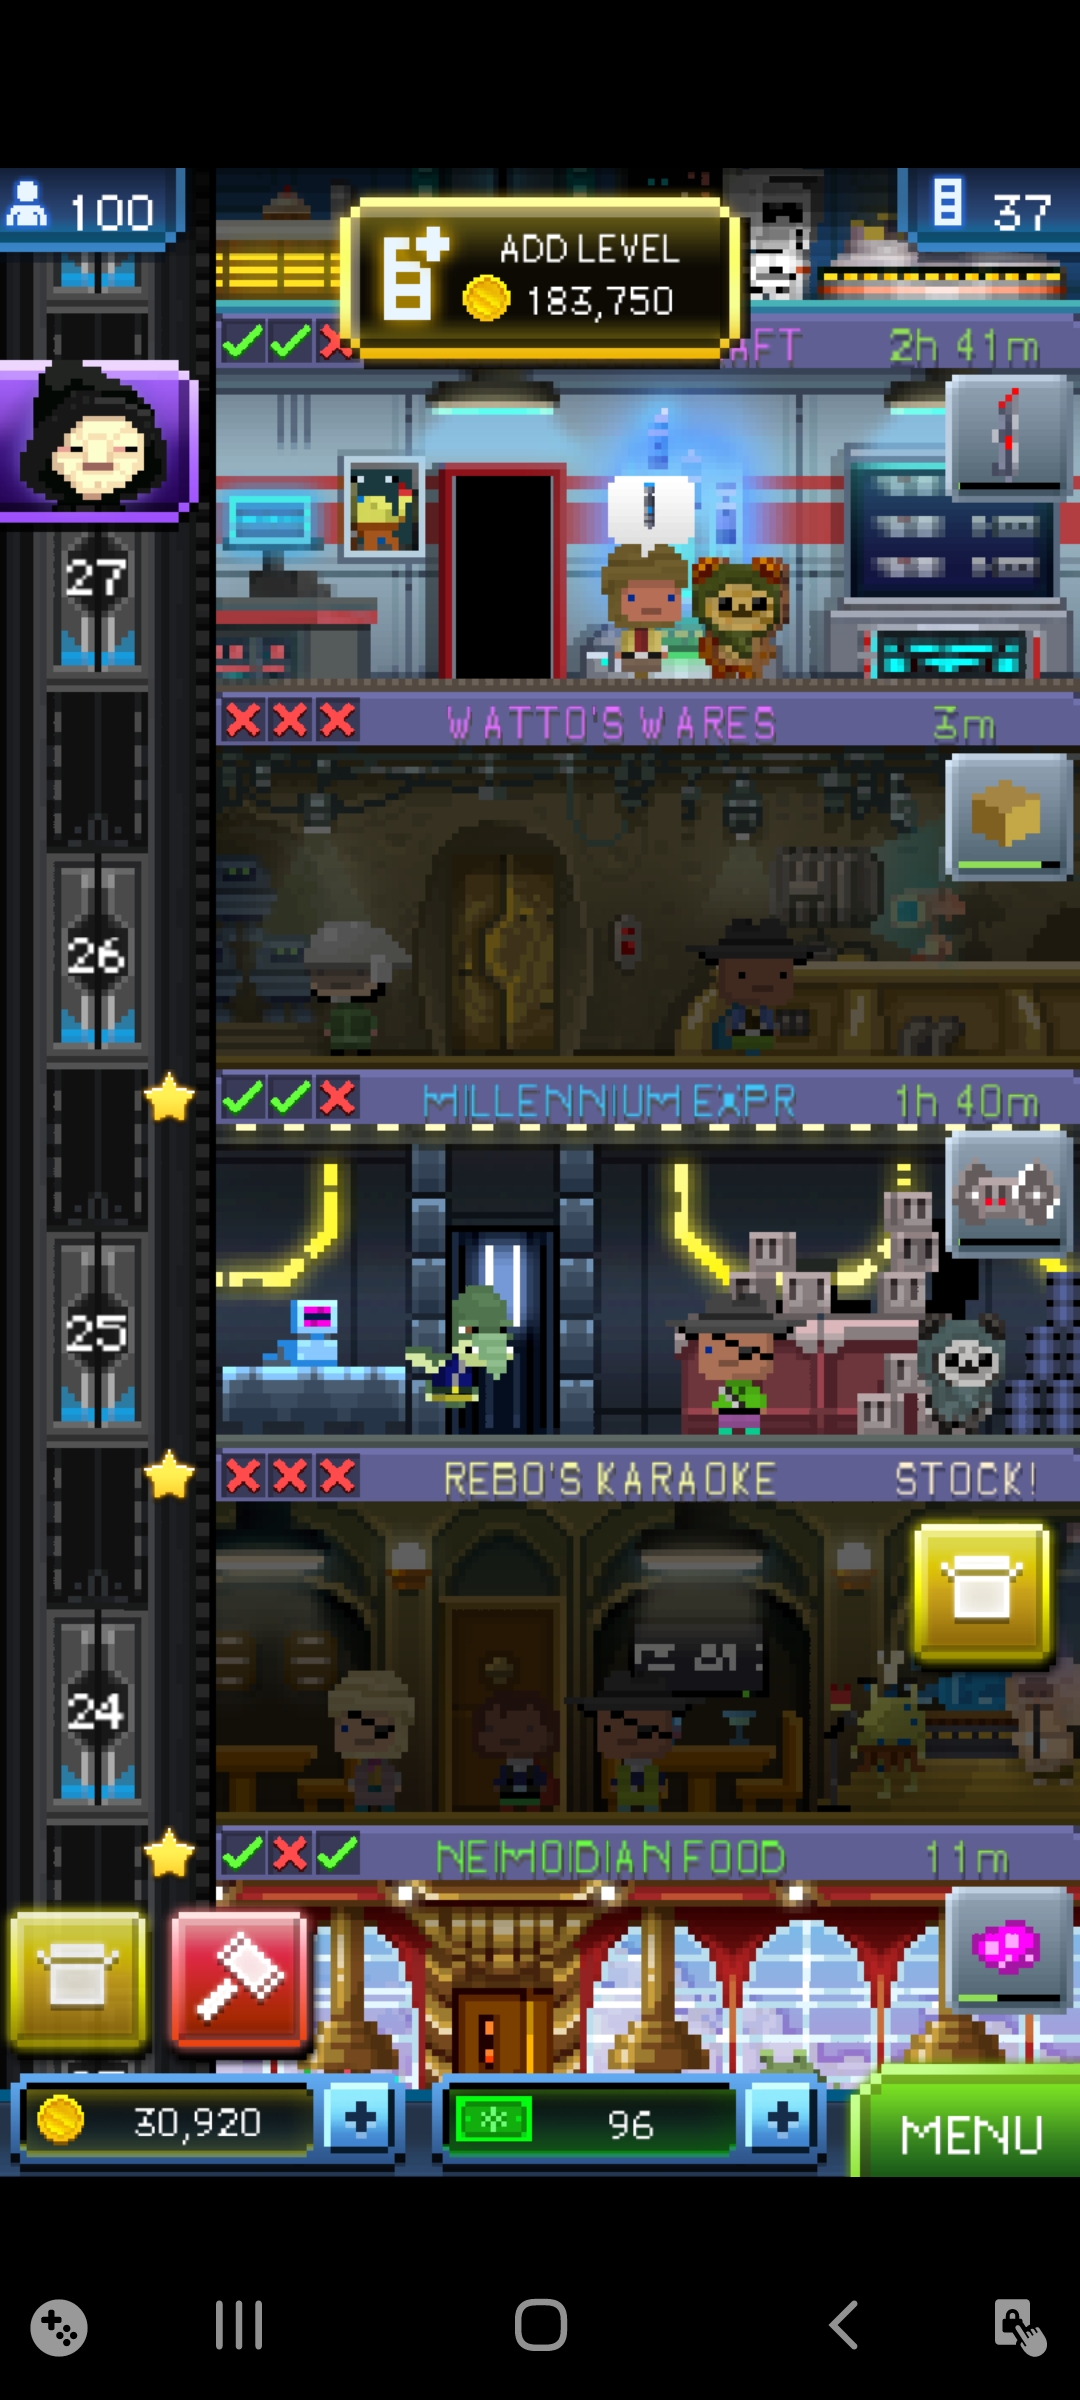 100
37
ADD LEVEL
183,750
AFT 2h 41m
27
WATTO'S WARES 3m
26
MILLENNIUM EXPR 1h 40m
25
REBO'S KARAOKE STOCK!
24
NEIMOIDIAN FOOD 11m
30,920
96
MENU